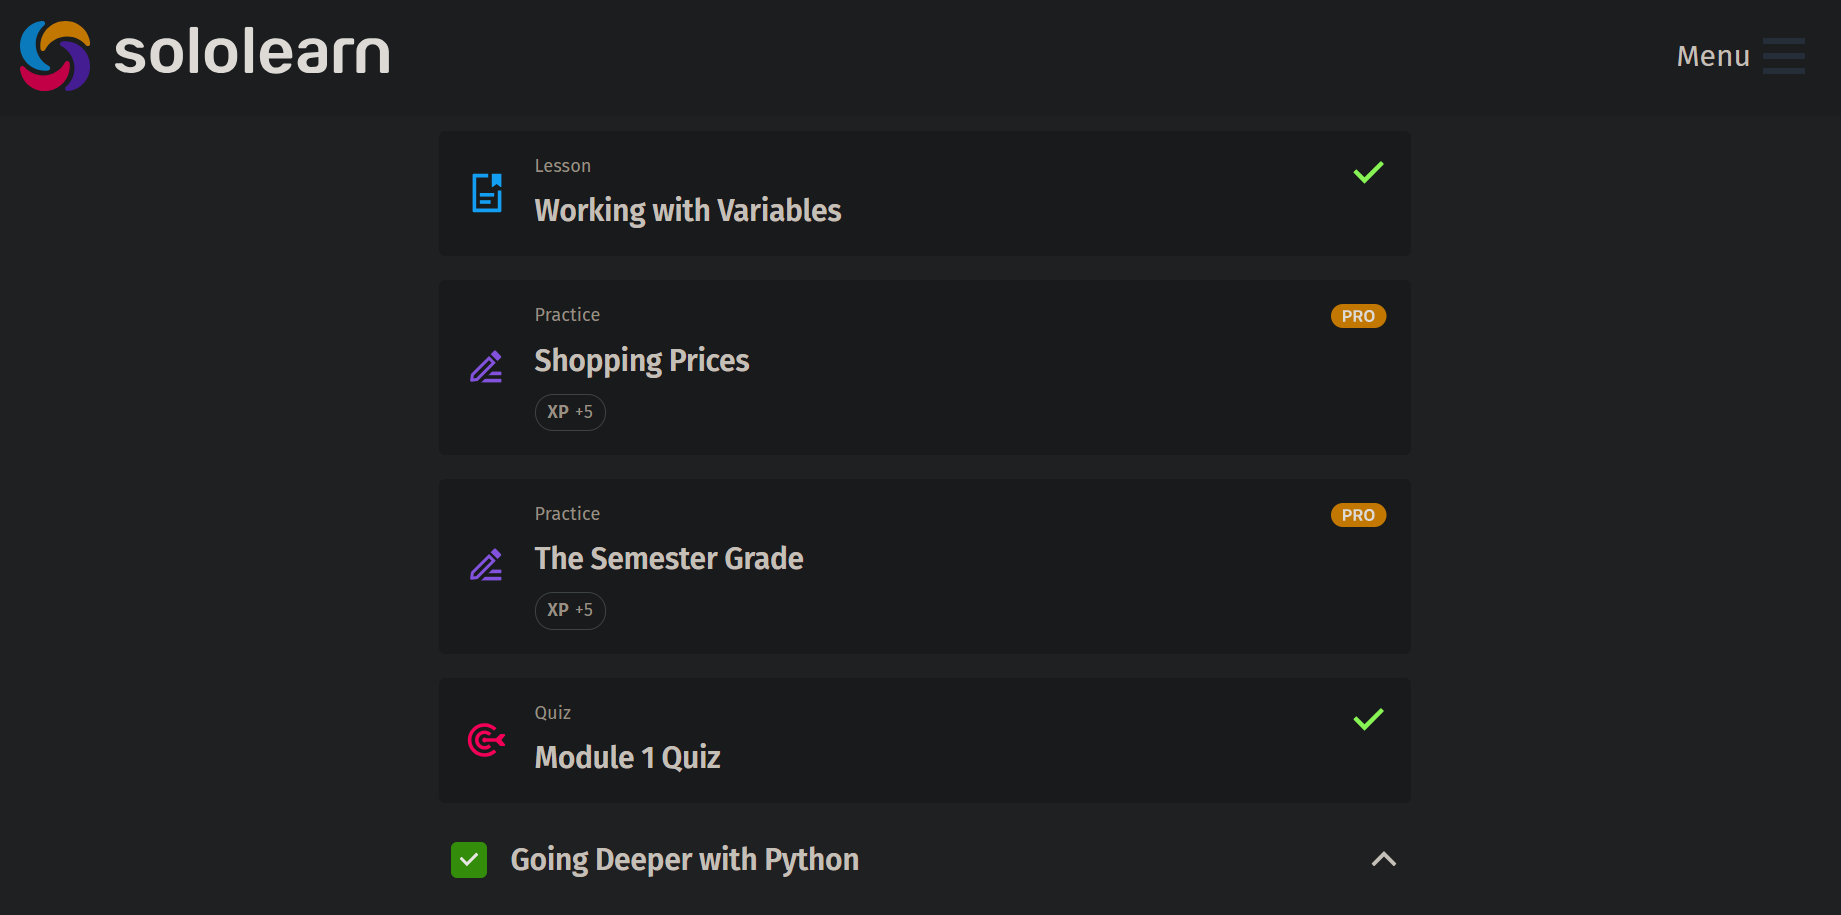 sololearn
Menu
Lesson
Working with Variables
Practice
PRO
Shopping Prices
XP +5
Practice
PRO
The Semester Grade
XP +5
Quiz
Module 1 Quiz
Going Deeper with Python